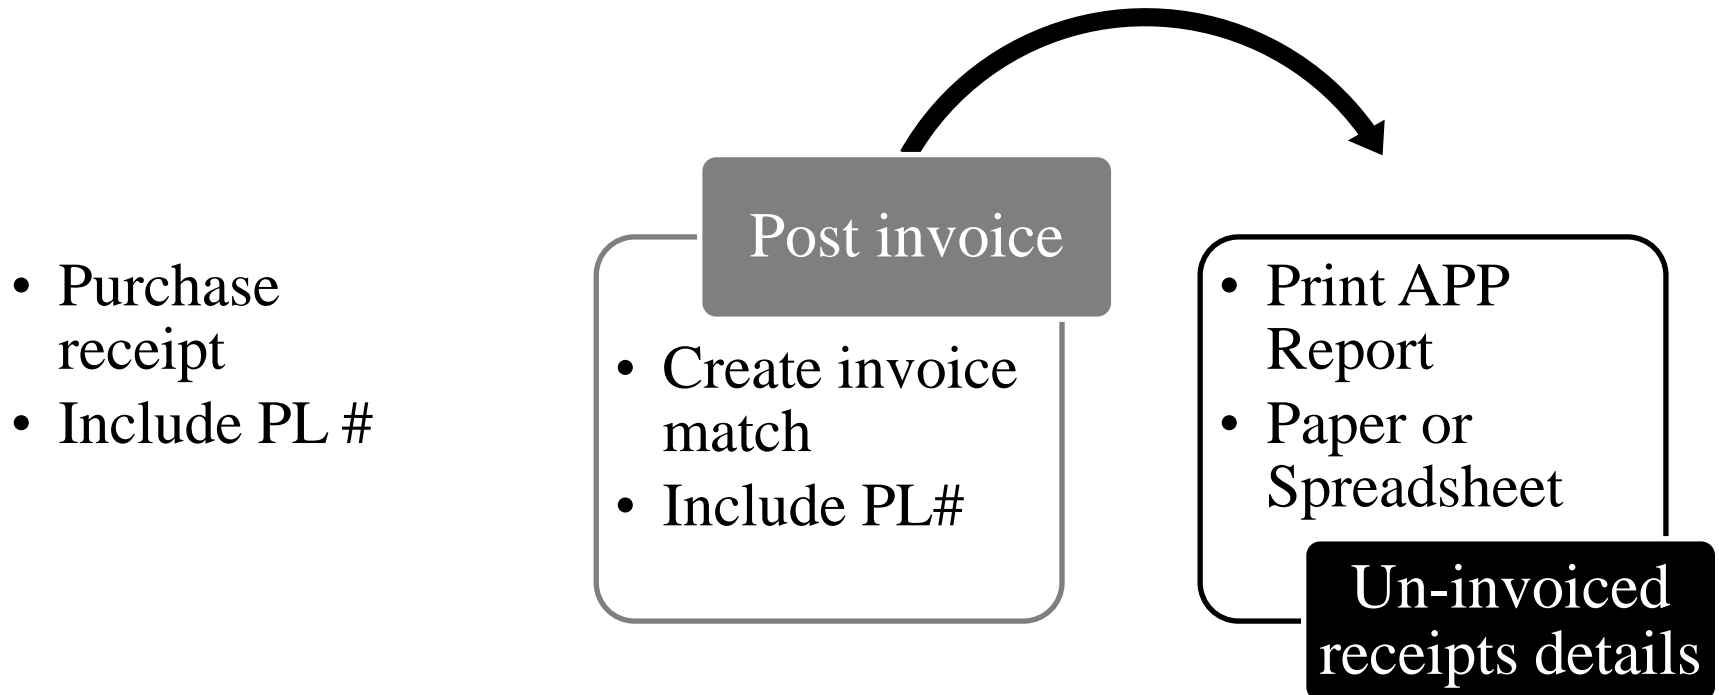 • Purchase
receipt
• Include PL #
Post invoice
• Create invoice
match
• Include PL#
• Print APP
Report
• Paper or
Spreadsheet
Un-invoiced
receipts details